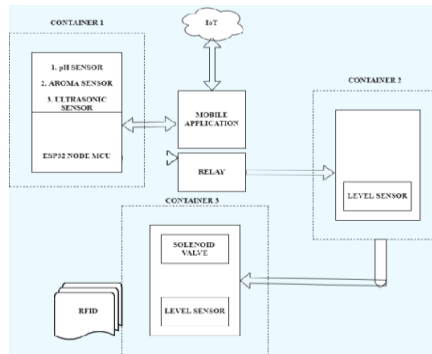 CONTAINER 1
IoT
1. pH SENSOR
2. AROMA SENSOR
3. ULTRASONIC
SENSOR
ESP32 NODE MCU
MOBILE
APPLICATION
RELAY
CONTAINER 2
LEVEL SENSOR
CONTAINER 3
SOLENOID
VALVE
LEVEL SENSOR
RFID